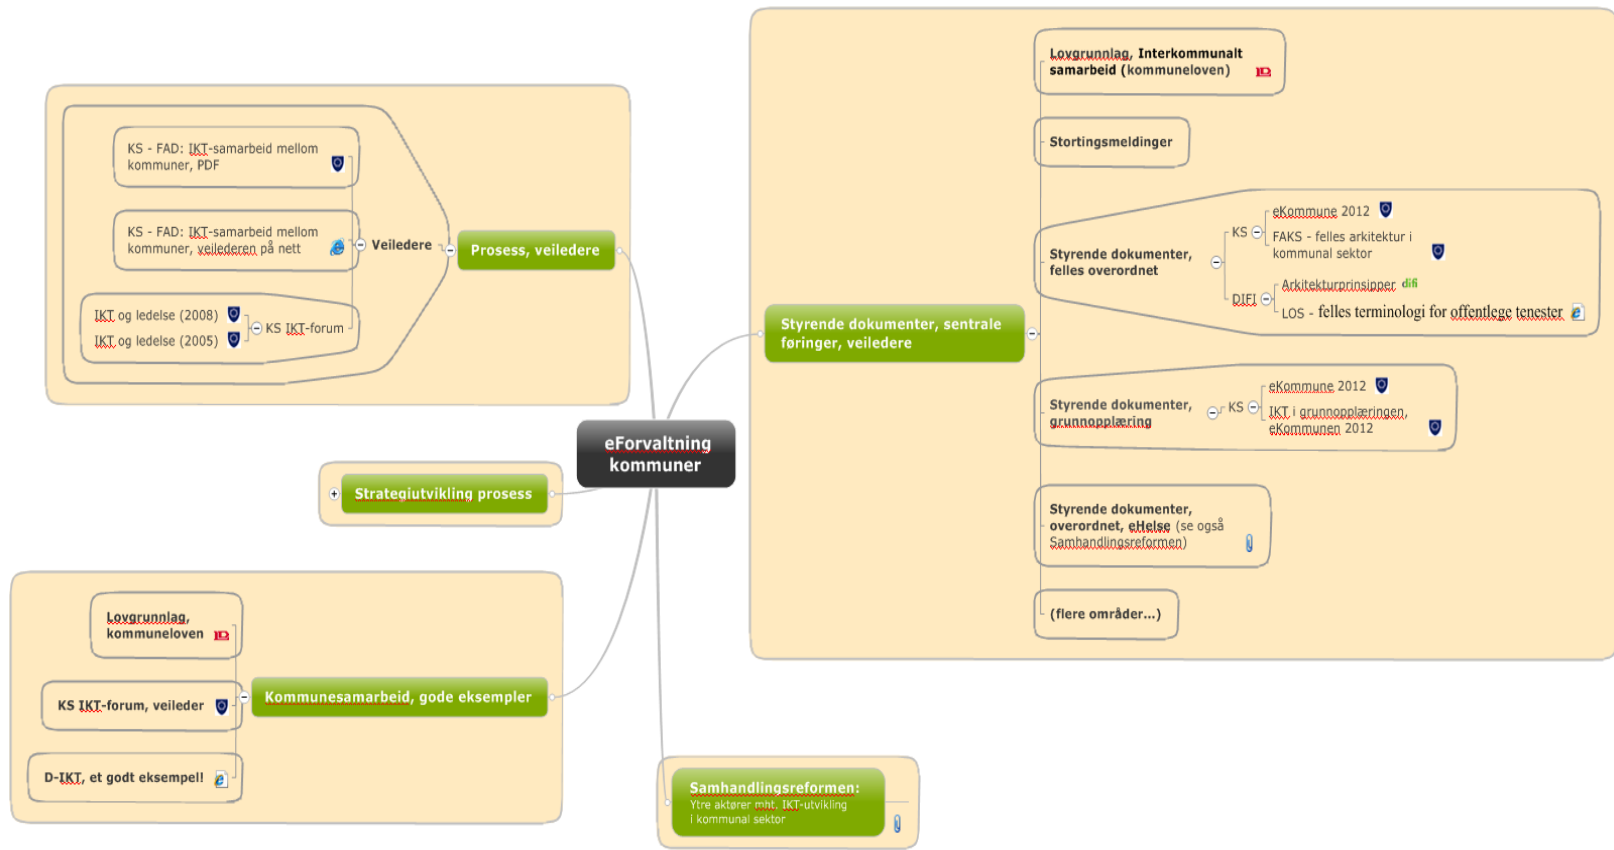 eForvaltning
kommuner
Prosess, veiledere
Veiledere
KS - FAD: IKT-samarbeid mellom
kommuner, PDF
KS - FAD: IKT-samarbeid mellom
kommuner, veilederen på nett
KS IKT-forum
IKT og ledelse (2008)
IKT og ledelse (2005)
Strategiutvikling prosess
Kommunesamarbeid, gode eksempler
Lovgrunnlag,
kommuneloven
KS IKT-forum, veileder
D-IKT, et godt eksempel!
Styrende dokumenter, sentrale
føringer, veiledere
Lovgrunnlag, Interkommunalt
samarbeid (kommuneloven)
Stortingsmeldinger
Styrende dokumenter,
felles overordnet
KS
eKommune 2012
FAKS - felles arkitektur i
kommunal sektor
DIFI
Arkitekturprinsipper difi
LOS - felles terminologi for offentlege tenester
Styrende dokumenter,
grunnopplæring
KS
eKommune 2012
IKT i grunnopplæringen,
eKommunen 2012
Styrende dokumenter,
overordnet, eHelse (se også
Samhandlingsreformen)
(flere områder...)
Samhandlingsreformen:
Ytre aktører mht. IKT-utvikling
i kommunal sektor